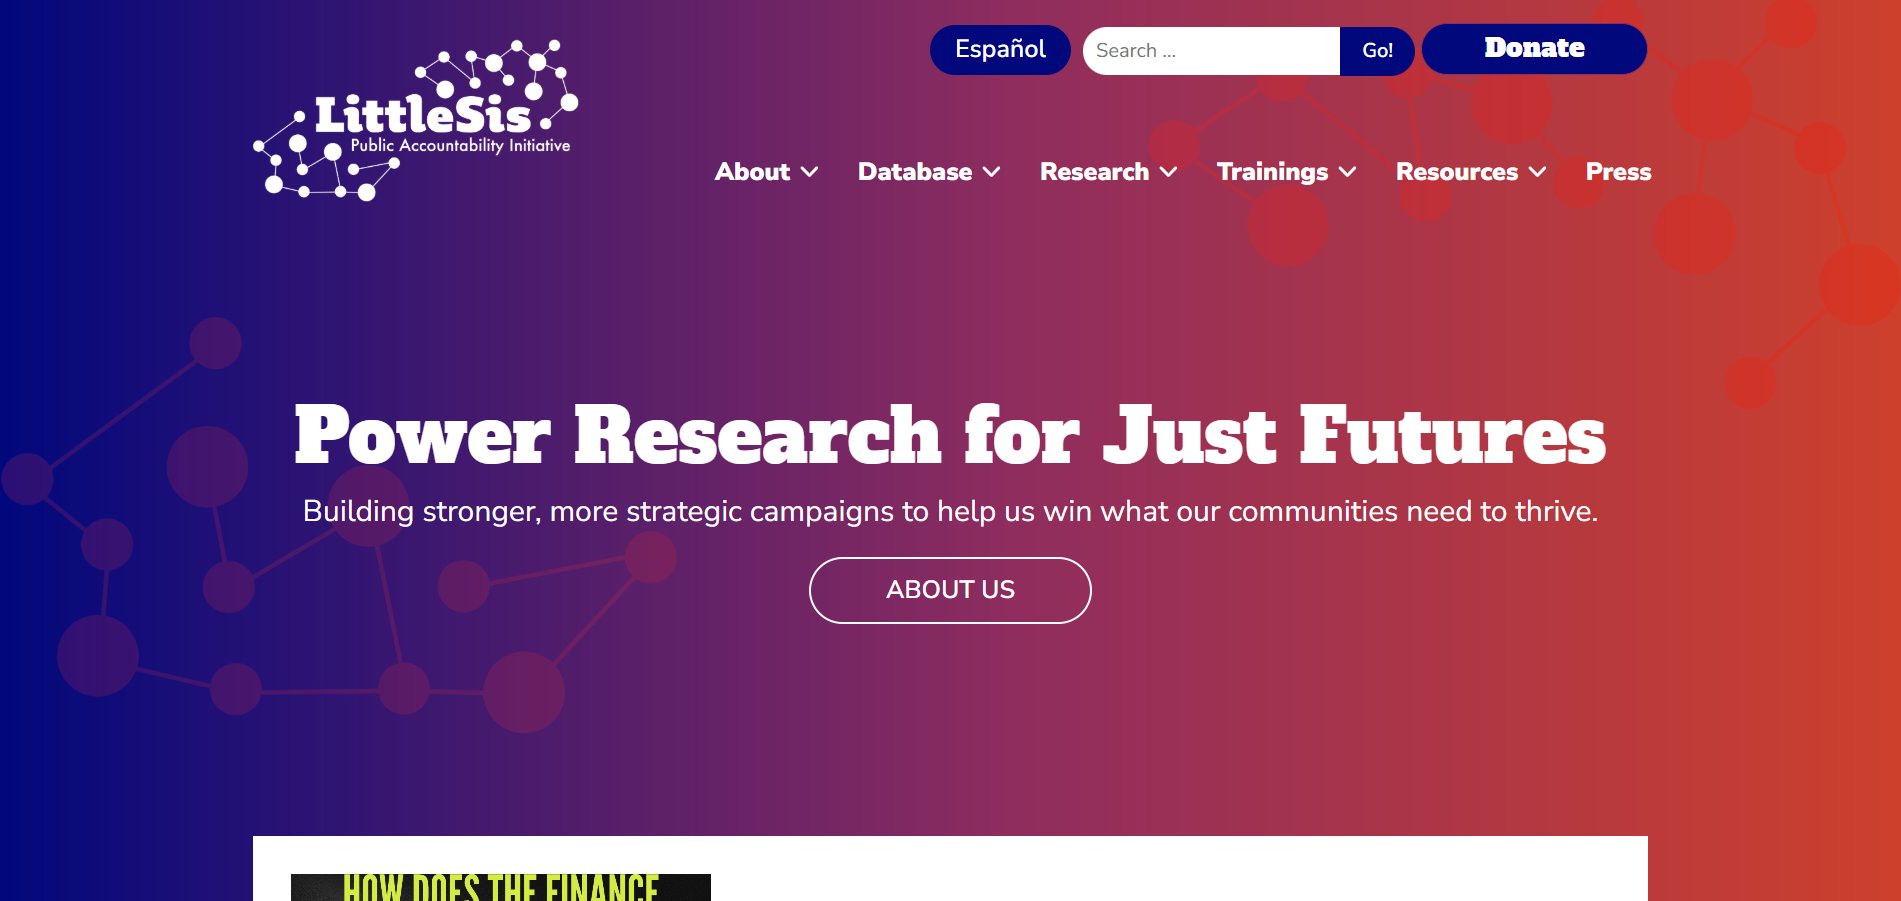 Español
Search ...
Go!
Donate
LittleSis
Public Accountability Initiative
About
Database
Research
Trainings
Resources
Press
Power Research for Just Futures
Building stronger, more strategic campaigns to help us win what our communities need to thrive.
ABOUT US
HOW DOES THE FINANCE